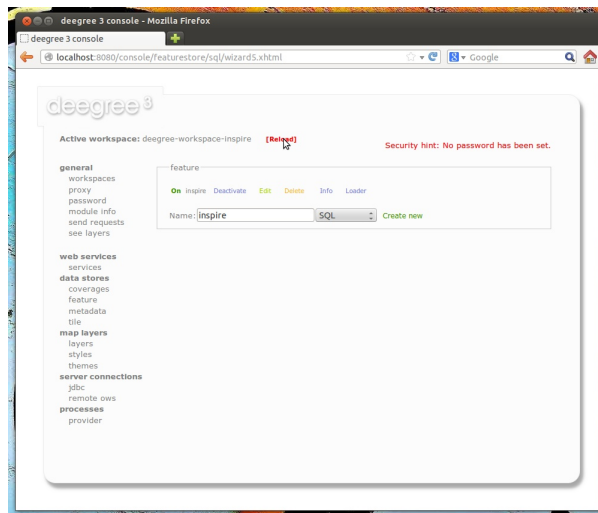 deegree 3 console - Mozilla Firefox
deegree 3 console
localhost:8080/console/featurestore/sql/wizard5.xhtml
Google
deegree 3
Active workspace: deegree-workspace-inspire [Reload]
Security hint: No password has been set.
general
workspaces
proxy
password
module info
send requests
see layers
web services
services
data stores
coverages
feature
metadata
tile
map layers
layers
styles
themes
server connections
jdbc
remote ows
processes
provider
feature
On inspire Deactivate Edit Delete Info Loader
Name: inspire SQL Create new